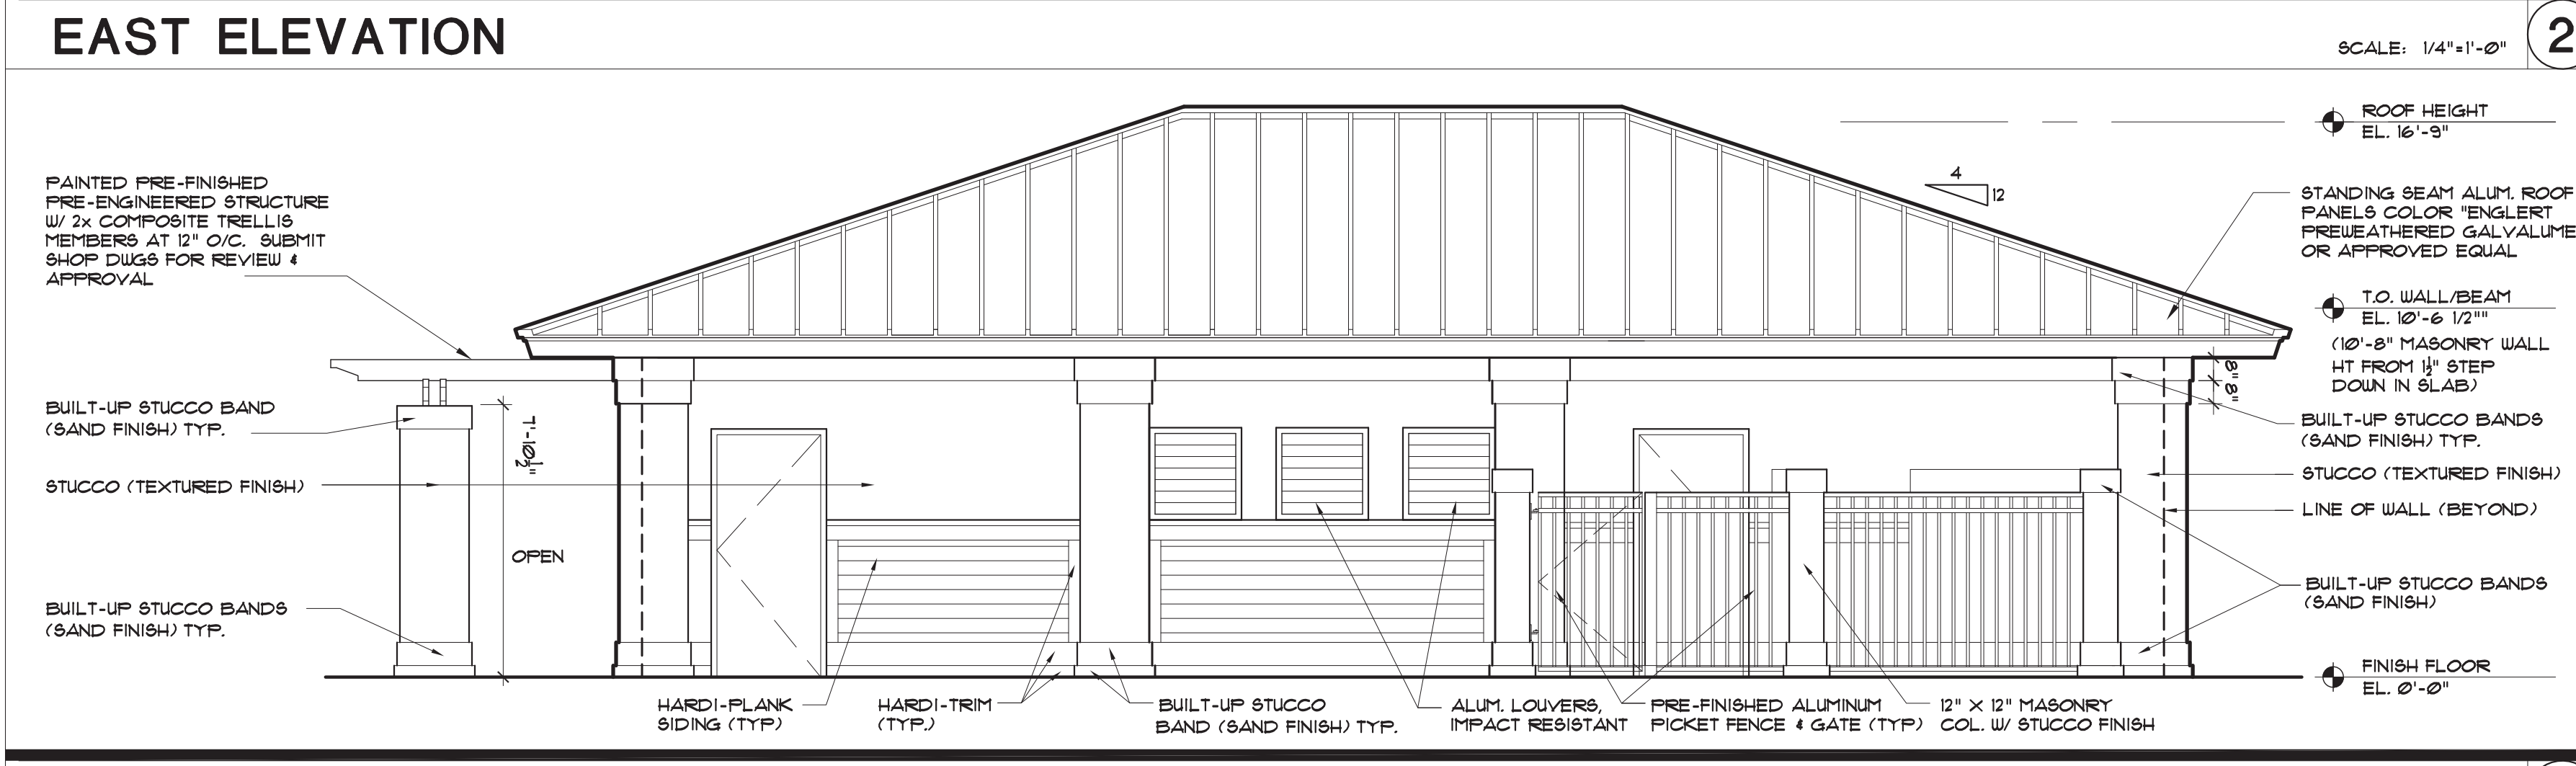 EAST ELEVATION
SCALE: 1/4"=1'-0"
2
ROOF HEIGHT
EL. 16'-9"
4
12
PAINTED PRE-FINISHED
PRE-ENGINEERED STRUCTURE
W/ 2x COMPOSITE TRELLIS
MEMBERS AT 12" O/C. SUBMIT
SHOP DWGS FOR REVIEW &
APPROVAL
STANDING SEAM ALUM. ROOF
PANELS COLOR "ENGLERT
PREWEATHERED GALVALUME
OR APPROVED EQUAL
T.O. WALL/BEAM
EL. 10'-6 1/2""
(10'-8" MASONRY WALL
HT FROM 1½" STEP
DOWN IN SLAB)
8"
8"
BUILT-UP STUCCO BAND
(SAND FINISH) TYP.
7'-10½"
BUILT-UP STUCCO BANDS
(SAND FINISH) TYP.
STUCCO (TEXTURED FINISH)
STUCCO (TEXTURED FINISH)
LINE OF WALL (BEYOND)
OPEN
BUILT-UP STUCCO BANDS
(SAND FINISH) TYP.
BUILT-UP STUCCO BANDS
(SAND FINISH)
FINISH FLOOR
EL. 0'-0"
HARDI-PLANK
SIDING (TYP)
HARDI-TRIM
(TYP.)
BUILT-UP STUCCO
BAND (SAND FINISH) TYP.
ALUM. LOUVERS,
IMPACT RESISTANT
PRE-FINISHED ALUMINUM
PICKET FENCE & GATE (TYP)
12" X 12" MASONRY
COL. W/ STUCCO FINISH